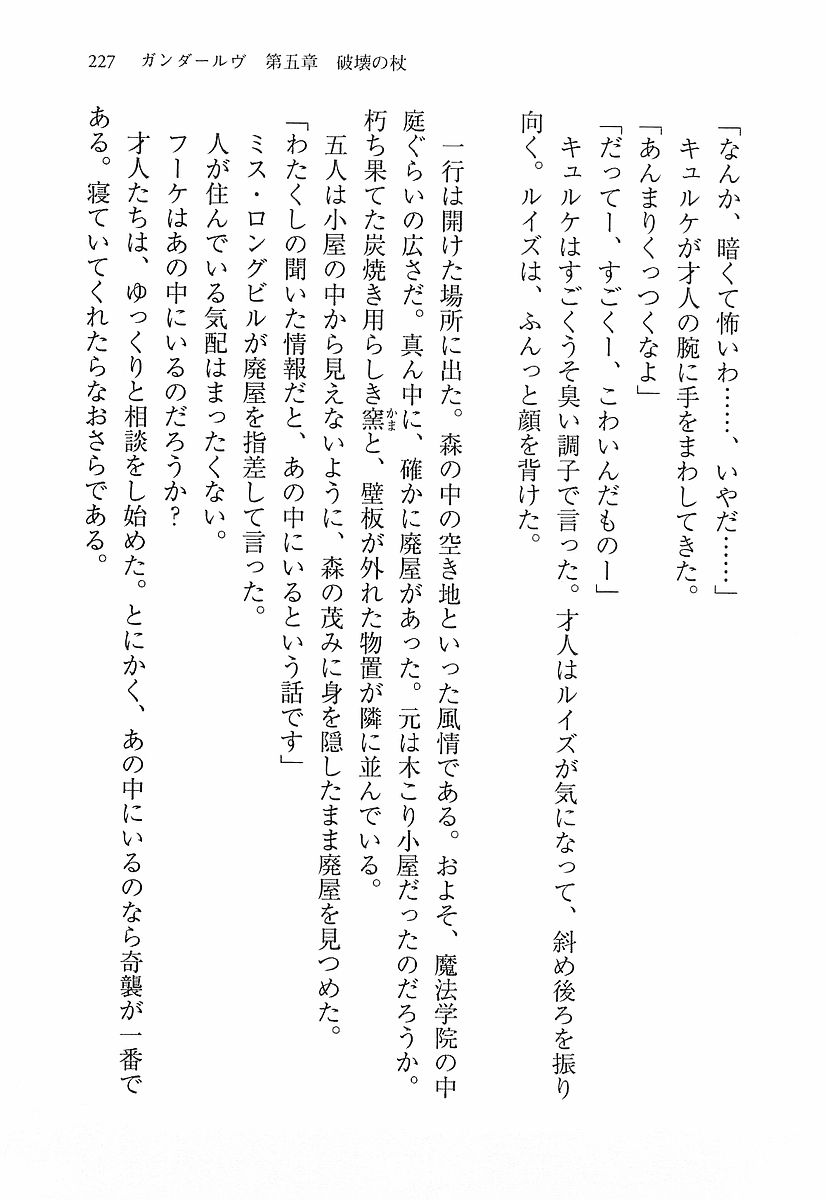 227 ガンダールヴ 第五章 破壊の杖
「なんか、暗くて怖いわ……、いやだ……」
キュルケが才人の腕に手をまわしてきた。
「あんまりくっつくなよ」
「だってー、すごくー、こわいんだものー」
キュルケはすごくうそ臭い調子で言った。才人はルイズが気になって、斜め後ろを振り
向く。ルイズは、ふんっと顔を背けた。
一行は開けた場所に出た。森の中の空き地といった風情である。およそ、魔法学院の中
庭ぐらいの広さだ。真ん中に、確かに廃屋があった。元は木こり小屋だったのだろうか。
朽ち果てた炭焼き用らしき窯かまと、壁板が外れた物置が隣に並んでいる。
五人は小屋の中から見えないように、森の茂みに身を隠したまま廃屋を見つめた。
「わたくしの聞いた情報だと、あの中にいるという話です」
ミス・ロングビルが廃屋を指差して言った。
人が住んでいる気配はまったくない。
フーケはあの中にいるのだろうか?
才人たちは、ゆっくりと相談をし始めた。とにかく、あの中にいるのなら奇襲が一番で
ある。寝ていてくれたらなおさらである。